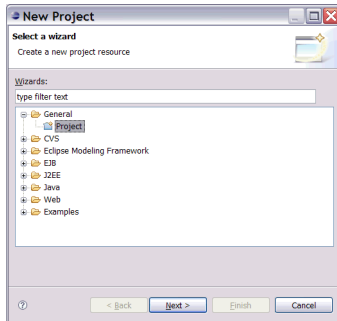 New Project
Select a wizard
Create a new project resource
Wizards:
type filter text
General
Project
CVS
Eclipse Modeling Framework
EJB
J2EE
Java
Web
Examples
< Back Next > Finish Cancel